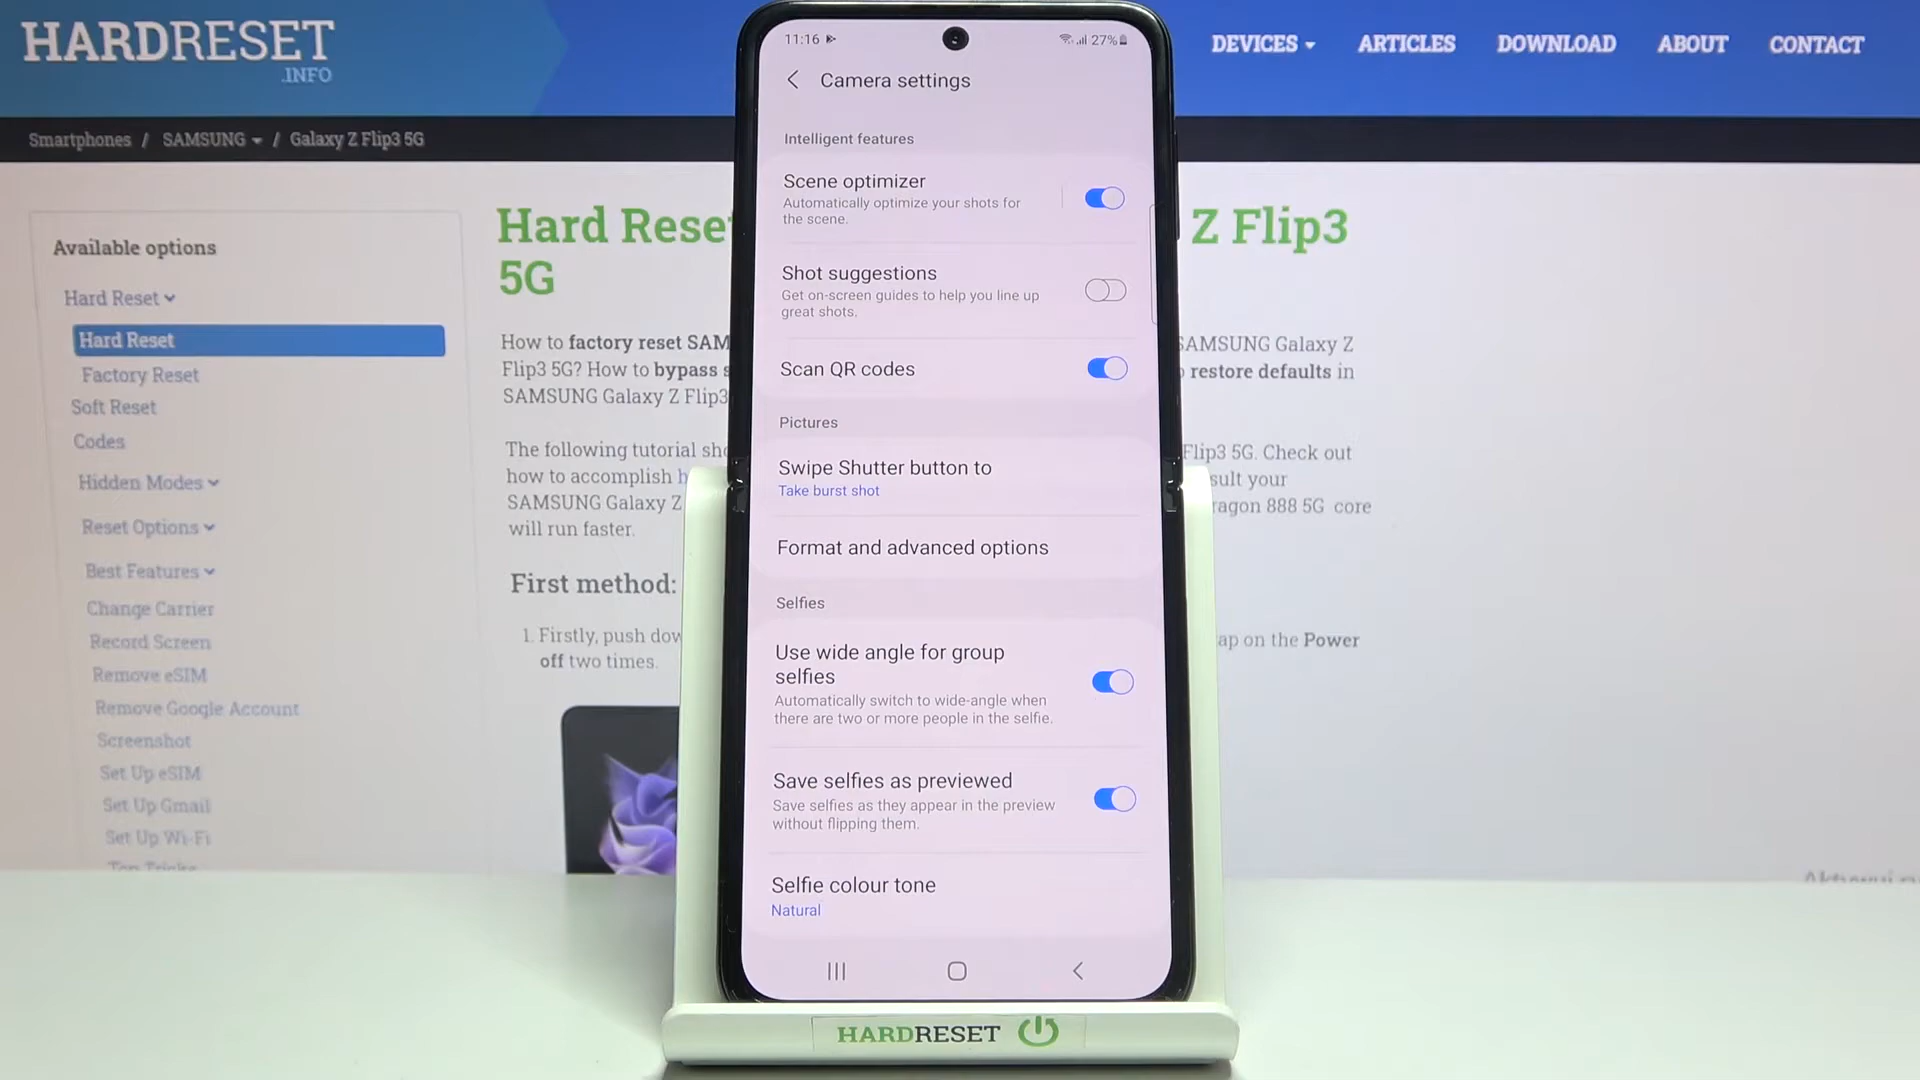 HARDRESET
.INFO
DEVICES
ARTICLES
DOWNLOAD
ABOUT
CONTACT
Smartphones / SAMSUNG / Galaxy Z Flip3 5G
Available options
Hard Reset
Hard Reset
Factory Reset
Soft Reset
Codes
Hidden Modes
Reset Options
Best Features
Change Carrier
Record Screen
Remove eSIM
Remove Google Account
Screenshot
Set Up eSIM
Set Up Gmail
Set Up Wi-Fi
Top Tricks
Hard Reset Z Flip3
5G
How to factory reset SAM SAMSUNG Galaxy Z
Flip3 5G? How to bypass restore defaults in
SAMSUNG Galaxy Z Flip3
The following tutorial Flip3 5G. Check out
how to accomplish
SAMSUNG Galaxy Z 888 5G core
will run faster.
First method:
1. Firstly, push on the Power
off two times.
11:16
27%
Camera settings
Intelligent features
Scene optimizer
Automatically optimize your shots for
the scene.
Shot suggestions
Get on-screen guides to help you line up
great shots.
Scan QR codes
Pictures
Swipe Shutter button to
Take burst shot
Format and advanced options
Selfies
Use wide angle for group
selfies
Automatically switch to wide-angle when
there are two or more people in the selfie.
Save selfies as previewed
Save selfies as they appear in the preview
without flipping them.
Selfie colour tone
Natural
HARDRESET